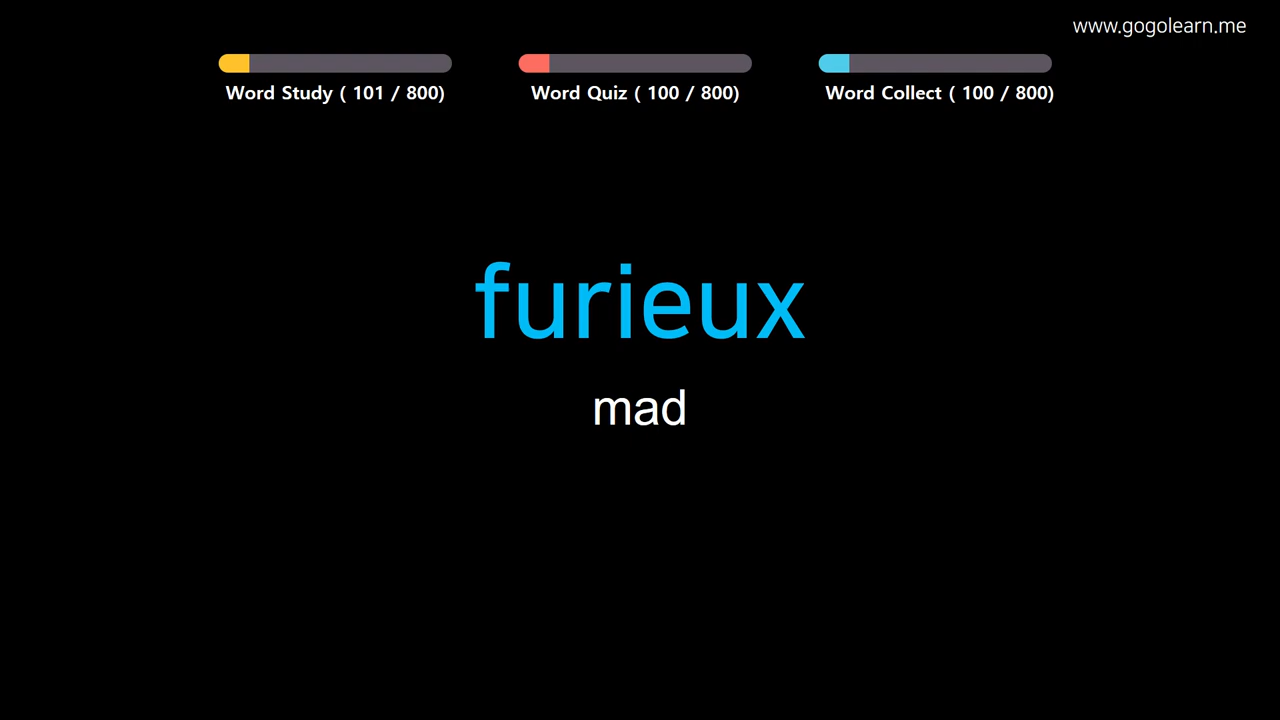 www.gogolearn.me
Word Study ( 101 / 800)
Word Quiz ( 100 / 800)
Word Collect ( 100 / 800)
furieux
mad